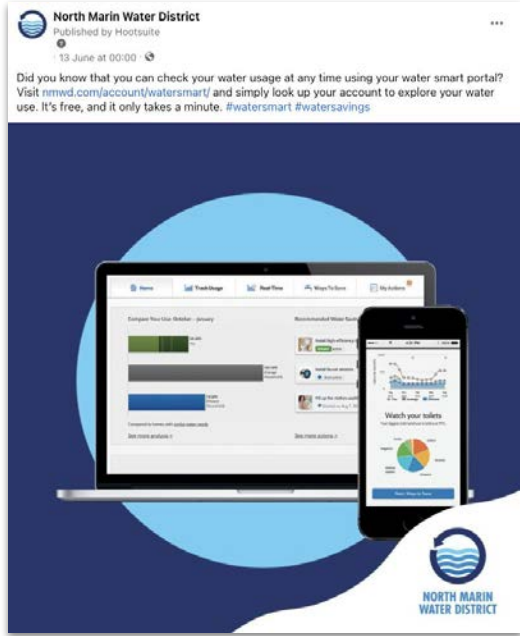 North Marin Water District
Published by Hootsuite
13 June at 00:00
Did you know that you can check your water usage at any time using your water smart portal?
Visit nmwd.com/account/watersmart/ and simply look up your account to explore your water
use. It's free, and it only takes a minute. #watersmart #watersavings
Home Track Usage Real-Time Ways To Save My Actions
Compare Your Use: October - January
Recommended Water
See more analysis >
See more actions >
Watch your toilets
NORTH MARIN
WATER DISTRICT